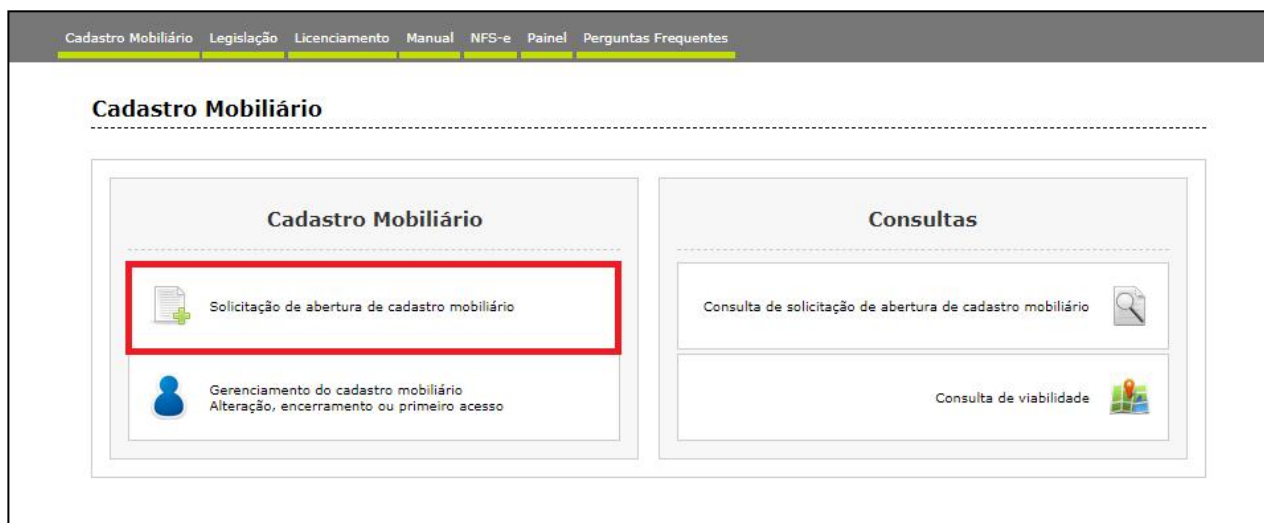 Cadastro Mobiliário Legislação Licenciamento Manual NFS-e Painel Perguntas Frequentes
Cadastro Mobiliário
Cadastro Mobiliário
Solicitação de abertura de cadastro mobiliário
Gerenciamento do cadastro mobiliário
Alteração, encerramento ou primeiro acesso
Consultas
Consulta de solicitação de abertura de cadastro mobiliário
Consulta de viabilidade